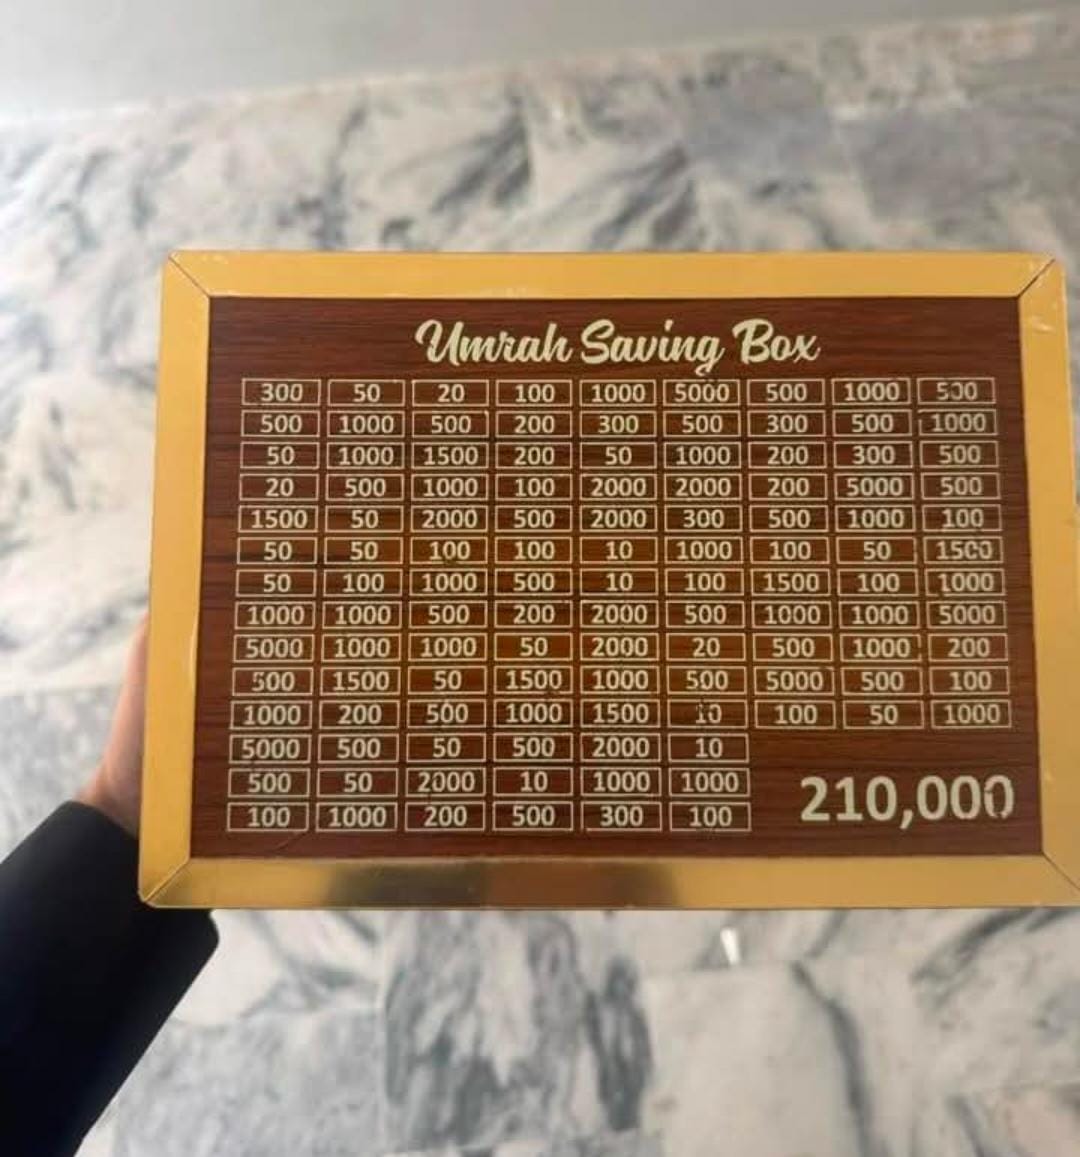 Umrah Saving Box
300 50 20 100 1000 5000 500 1000 500
500 1000 500 200 300 500 300 500 1000
50 1000 1500 200 50 1000 200 300 500
20 500 1000 100 2000 2000 200 5000 500
1500 50 2000 500 2000 300 500 1000 100
50 50 100 100 10 1000 100 50 1500
50 100 1000 500 10 100 1500 100 1000
1000 1000 500 200 2000 500 1000 1000 5000
5000 1000 1000 50 2000 20 500 1000 200
500 1500 50 1500 1000 500 5000 500 100
1000 200 500 1000 1500 10 100 50 1000
5000 500 50 500 2000 10
500 50 2000 10 1000 1000
100 1000 200 500 300 100
210,000